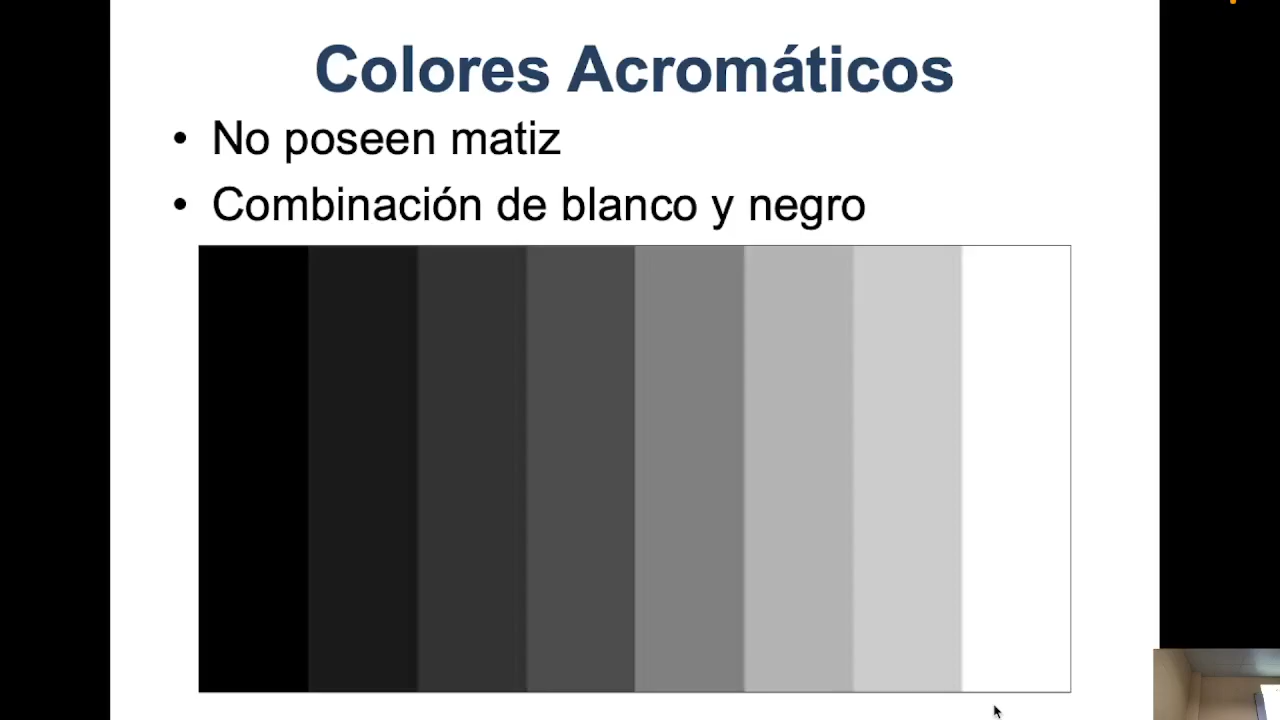 Colores Acromáticos
• No poseen matiz
• Combinación de blanco y negro